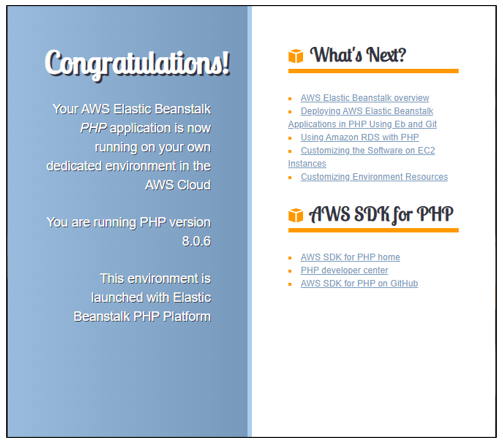 Congratulations!
Your AWS Elastic Beanstalk
PHP application is now
running on your own
dedicated environment in the
AWS Cloud
You are running PHP version
8.0.6
This environment is
launched with Elastic
Beanstalk PHP Platform
What's Next?
AWS Elastic Beanstalk overview
Deploying AWS Elastic Beanstalk
Applications in PHP Using Eb and Git
Using Amazon RDS with PHP
Customizing the Software on EC2
Instances
Customizing Environment Resources
AWS SDK for PHP
AWS SDK for PHP home
PHP developer center
AWS SDK for PHP on GitHub